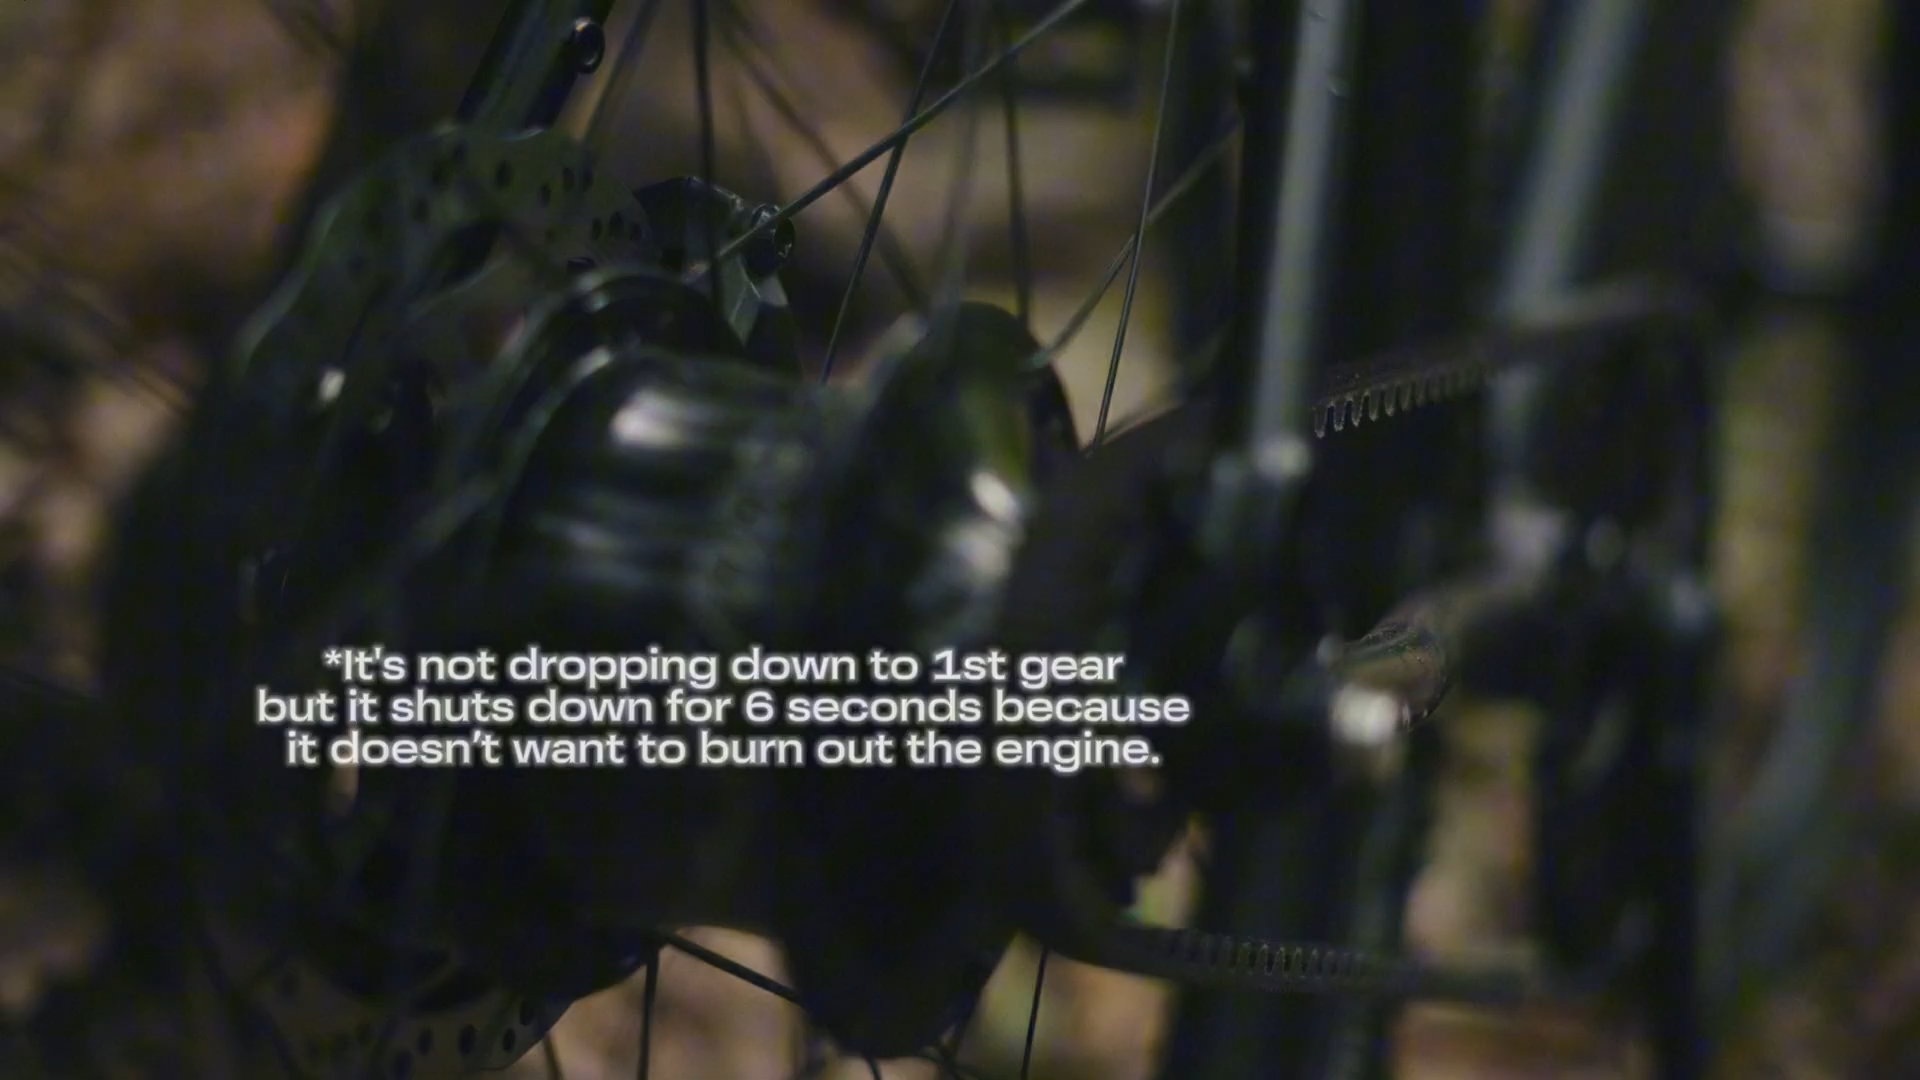 *It's not dropping down to 1st gear
but it shuts down for 6 seconds because
it doesn’t want to burn out the engine.